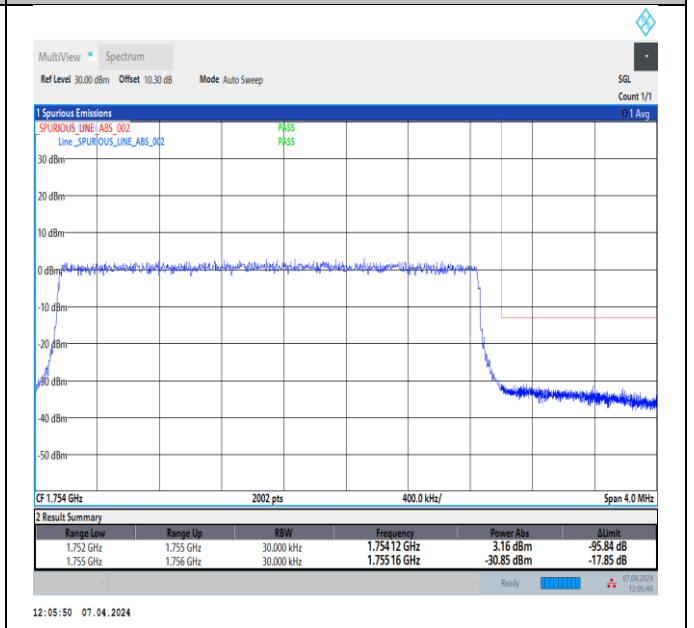 MultiView Spectrum
Ref Level 30.00 dBm Offset 10.30 dB Mode Auto Sweep SGL
Count 1/1
1 Spurious Emissions 1 Avg
_SPURIOUS_LINE_ABS_002 PASS
Line _SPURIOUS_LINE_ABS_002 PASS
30 dBm
20 dBm
10 dBm
0 dBm
-10 dBm
-20 dBm
-30 dBm
-40 dBm
-50 dBm
CF 1.754 GHz 2002 pts 400.0 kHz/ Span 4.0 MHz
2 Result Summary
Range Low Range Up RBW Frequency Power Abs ΔLimit
1.752 GHz 1.755 GHz 30.000 kHz 1.75412 GHz 3.16 dBm -95.84 dB
1.755 GHz 1.756 GHz 30.000 kHz 1.75516 GHz -30.85 dBm -17.85 dB
Ready 07.04.2024
12:05:49
12:05:50 07.04.2024